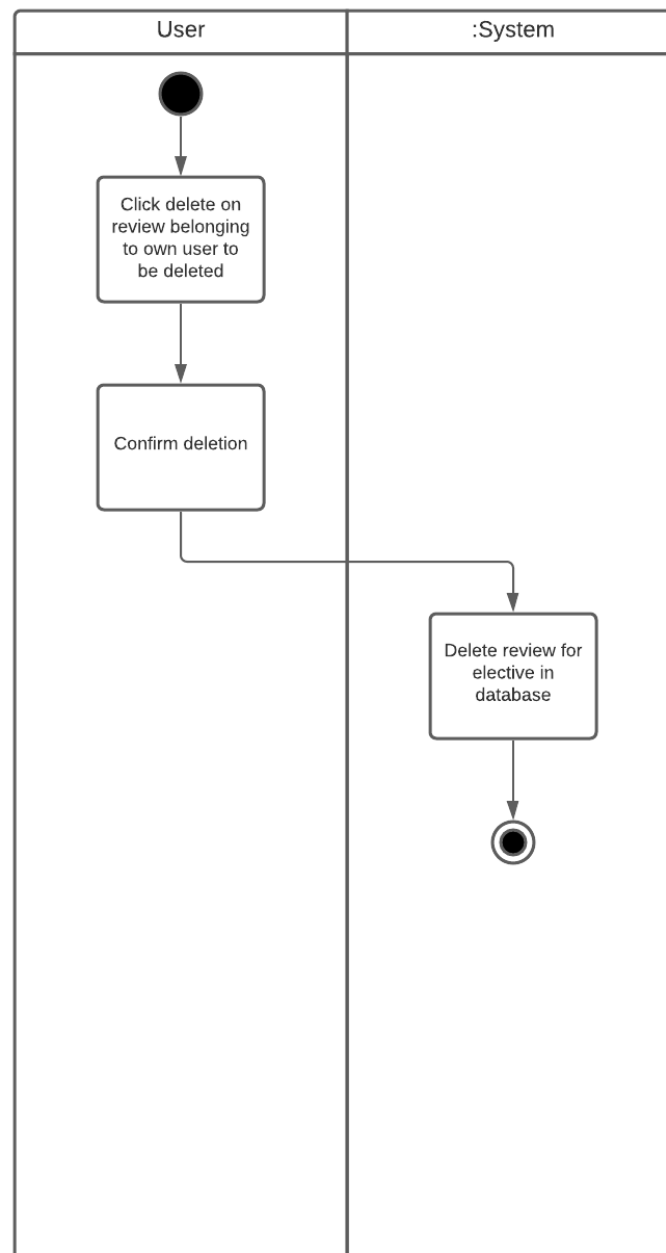 User
:System
Click delete on
review belonging
to own user to
be deleted
Confirm deletion
Delete review for
elective in
database